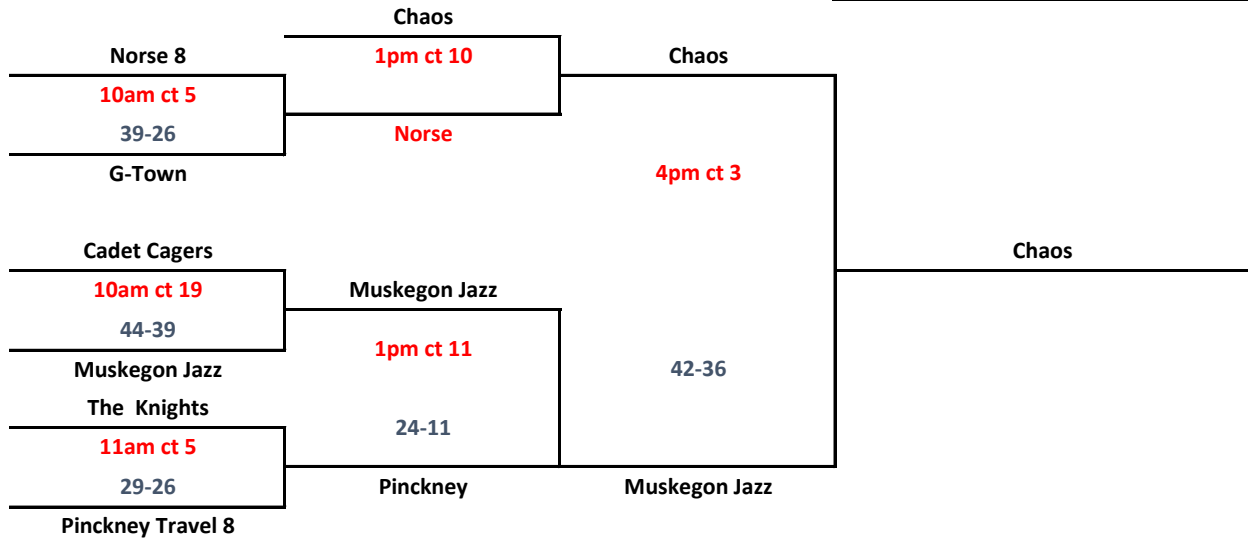 Chaos
Norse 8
1pm ct 10
Chaos
10am ct 5
39-26
Norse
G-Town
4pm ct 3
Cadet Cagers
Chaos
10am ct 19
Muskegon Jazz
44-39
1pm ct 11
Muskegon Jazz
42-36
The Knights
24-11
11am ct 5
29-26
Pinckney
Muskegon Jazz
Pinckney Travel 8